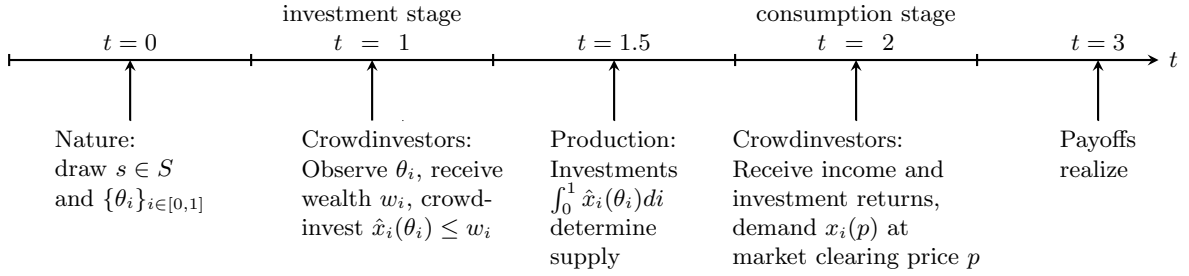 investment stage
consumption stage
t = 0
t = 1
t = 1.5
t = 2
t = 3
t
Nature:
draw s ∈ S
and {θ_i}_{i∈[0,1]}
Crowdinvestors:
Observe θ_i, receive
wealth w_i, crowd-
invest x̂_i(θ_i) ≤ w_i
Production:
Investments
∫_0^1 x̂_i(θ_i)di
determine
supply
Crowdinvestors:
Receive income and
investment returns,
demand x_i(p) at
market clearing price p
Payoffs
realize